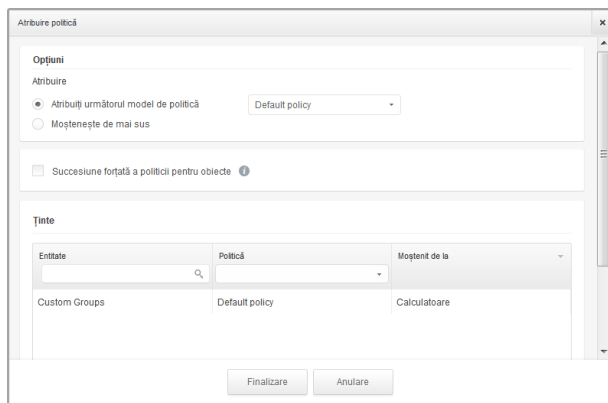 Atribuire politică
Opțiuni
Atribuire
Atribuiți următorul model de politică Default policy
Moștenește de mai sus
Succesiune forțată a politicii pentru obiecte
Ținte
Entitate Politică Moștenit de la
Custom Groups Default policy Calculatoare
Finalizare Anulare